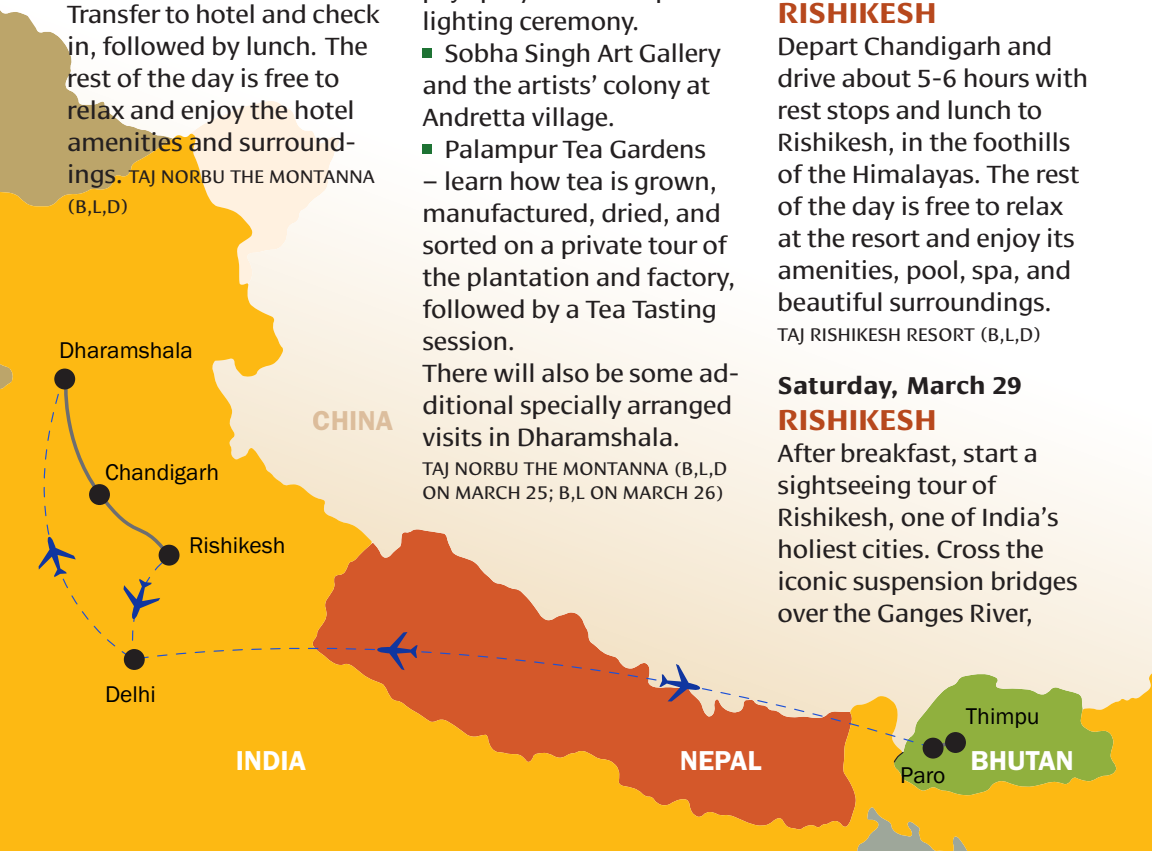 Transfer to hotel and check
in, followed by lunch. The
rest of the day is free to
relax and enjoy the hotel
amenities and surround-
ings. TAJ NORBU THE MONTANNA
(B,L,D)
lighting ceremony.
Sobha Singh Art Gallery
and the artists’ colony at
Andretta village.
Palampur Tea Gardens
– learn how tea is grown,
manufactured, dried, and
sorted on a private tour of
the plantation and factory,
followed by a Tea Tasting
session.
There will also be some ad-
ditional specially arranged
visits in Dharamshala.
TAJ NORBU THE MONTANNA (B,L,D
ON MARCH 25; B,L ON MARCH 26)
RISHIKESH
Depart Chandigarh and
drive about 5-6 hours with
rest stops and lunch to
Rishikesh, in the foothills
of the Himalayas. The rest
of the day is free to relax
at the resort and enjoy its
amenities, pool, spa, and
beautiful surroundings.
TAJ RISHIKESH RESORT (B,L,D)
Saturday, March 29
RISHIKESH
After breakfast, start a
sightseeing tour of
Rishikesh, one of India’s
holiest cities. Cross the
iconic suspension bridges
over the Ganges River,
Dharamshala
CHINA
Chandigarh
Rishikesh
Delhi
INDIA
NEPAL
Thimpu
Paro
BHUTAN